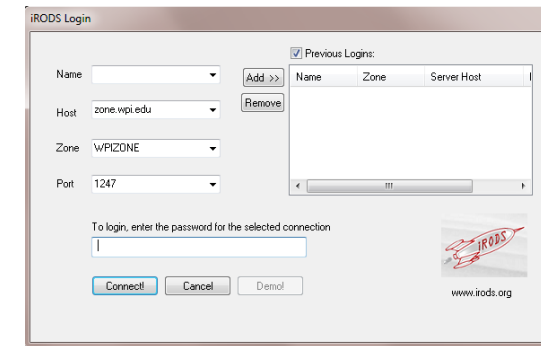 iRODS Login
Previous Logins:
Name
Add >>
Name Zone Server Host
Host zone.wpi.edu
Remove
Zone WPIZONE
Port 1247
To login, enter the password for the selected connection
iRODS
Connect! Cancel Demo!
www.irods.org